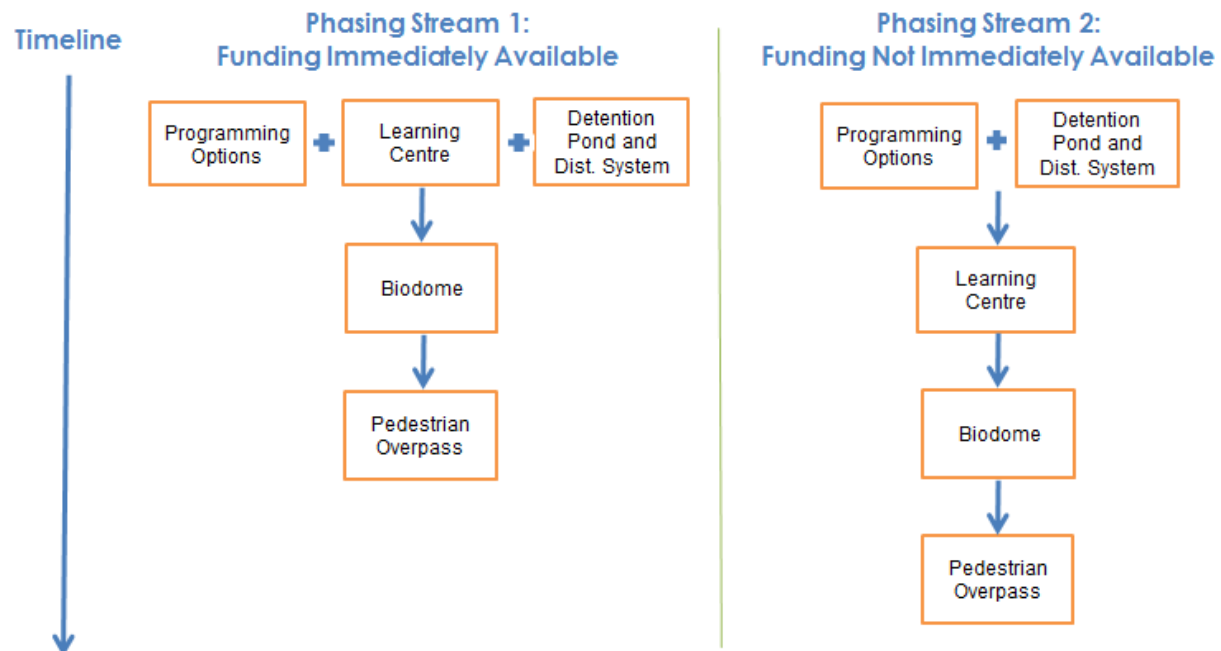 Timeline
Phasing Stream 1:
Funding Immediately Available
Programming
Options
Learning
Centre
Detention
Pond and
Dist. System
Biodome
Pedestrian
Overpass
Phasing Stream 2:
Funding Not Immediately Available
Programming
Options
Detention
Pond and
Dist. System
Learning
Centre
Biodome
Pedestrian
Overpass